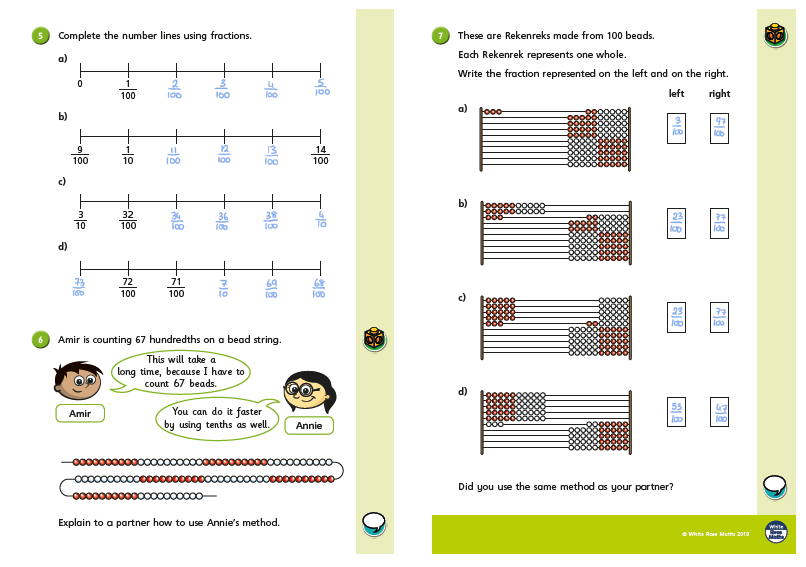 5 Complete the number lines using fractions.
a)
0 1/100 2/100 3/100 4/100 5/100
b)
9/100 1/10 11/100 12/100 13/100 14/100
c)
3/10 32/100 34/100 36/100 38/100 4/10
d)
73/100 72/100 71/100 7/10 69/100 68/100
6 Amir is counting 67 hundredths on a bead string.
This will take a
long time, because I have to
count 67 beads.
Amir
You can do it faster
by using tenths as well.
Annie
Explain to a partner how to use Annie's method.
7 These are Rekenreks made from 100 beads.
Each Rekenrek represents one whole.
Write the fraction represented on the left and on the right.
left right
a) 3/100 97/100
b) 23/100 77/100
c) 23/100 77/100
d) 53/100 47/100
Did you use the same method as your partner?
© White Rose Maths 2019
White
Rose
Maths